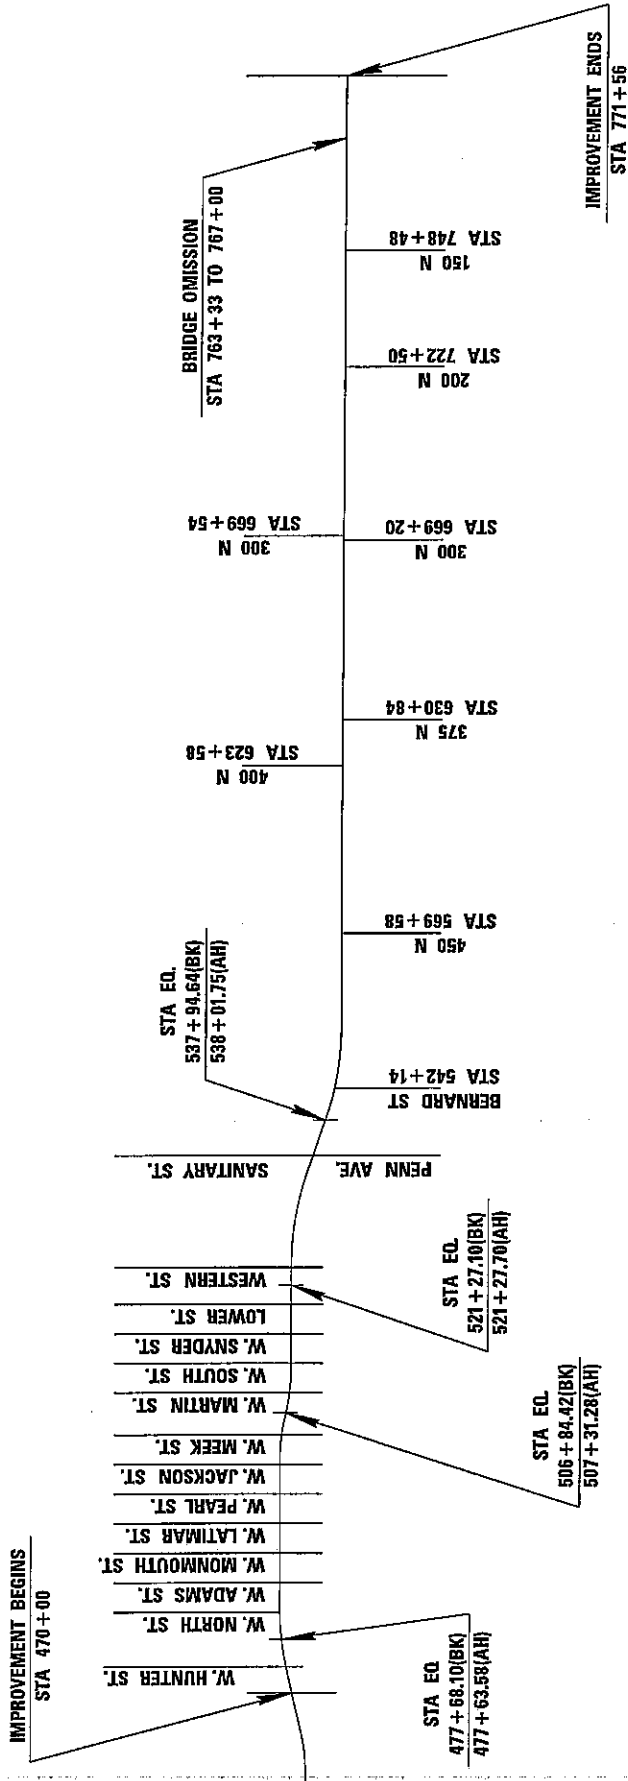 IMPROVEMENT BEGINS
STA 470+00
W. HUNTER ST.
STA EQ.
477+68.10(BK)
477+63.58(AH)
W. NORTH ST.
W. ADAMS ST.
W. MONMOUTH ST.
W. LATIMAR ST.
W. PEARL ST.
W. JACKSON ST.
W. MEEK ST.
W. MARTIN ST.
STA EQ.
506+84.42(BK)
507+31.28(AH)
W. SOUTH ST.
W. SNYDER ST.
LOWER ST.
STA EQ.
521+27.10(BK)
521+27.70(AH)
WESTERN ST.
SANITARY ST.
PENN AVE.
STA EQ.
537+94.64(BK)
538+01.75(AH)
BERNARD ST
STA 542+14
450 N
STA 569+58
400 N
STA 623+58
375 N
STA 630+84
300 N
STA 669+20
300 N
STA 669+54
200 N
STA 722+50
150 N
STA 748+48
BRIDGE OMISSION
STA 763+33 TO 767+00
IMPROVEMENT ENDS
STA 771+56